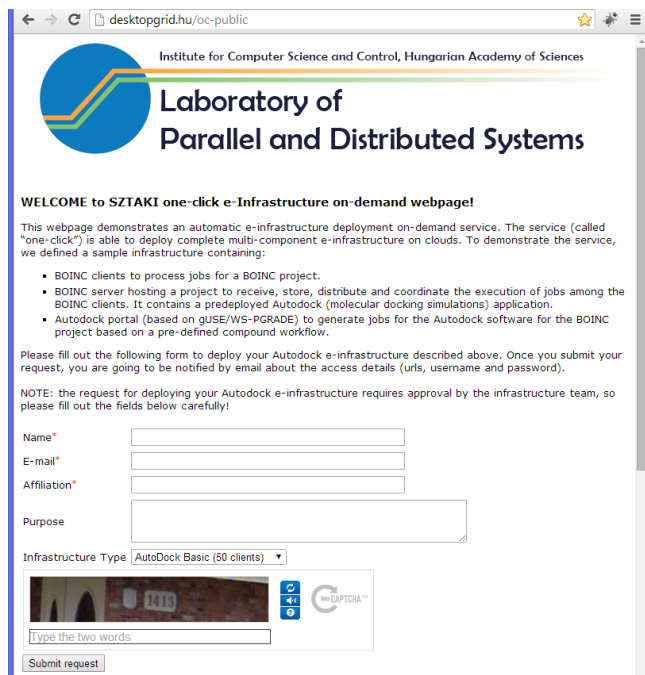 desktopgrid.hu/oc-public
Institute for Computer Science and Control, Hungarian Academy of Sciences
Laboratory of
Parallel and Distributed Systems
WELCOME to SZTAKI one-click e-Infrastructure on-demand webpage!
This webpage demonstrates an automatic e-infrastructure deployment on-demand service. The service (called
"one-click") is able to deploy complete multi-component e-infrastructure on clouds. To demonstrate the service,
we defined a sample infrastructure containing:
BOINC clients to process jobs for a BOINC project.
BOINC server hosting a project to receive, store, distribute and coordinate the execution of jobs among the
BOINC clients. It contains a predeployed Autodock (molecular docking simulations) application.
Autodock portal (based on gUSE/WS-PGRADE) to generate jobs for the Autodock software for the BOINC
project based on a pre-defined compound workflow.
Please fill out the following form to deploy your Autodock e-infrastructure described above. Once you submit your
request, you are going to be notified by email about the access details (urls, username and password).
NOTE: the request for deploying your Autodock e-infrastructure requires approval by the infrastructure team, so
please fill out the fields below carefully!
Name*
E-mail*
Affiliation*
Purpose
Infrastructure Type AutoDock Basic (50 clients)
1415
reCAPTCHA™
Type the two words
Submit request